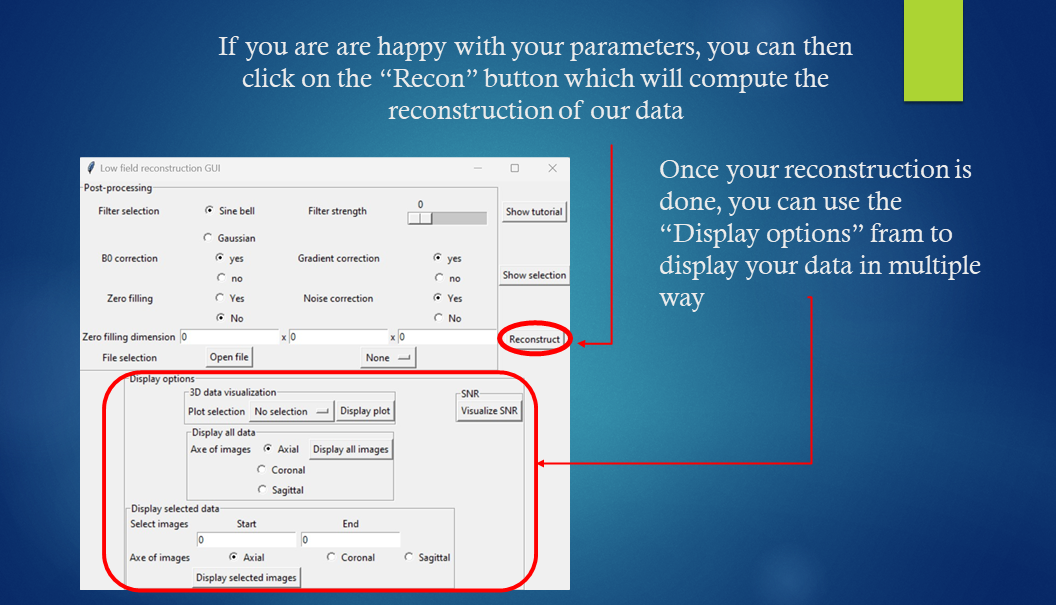 If you are are happy with your parameters, you can then
click on the “Recon” button which will compute the
reconstruction of our data
Once your reconstruction is
done, you can use the
“Display options” fram to
display your data in multiple
way
Low field reconstruction GUI
Post-processing
Filter selection Sine bell Filter strength 0 Show tutorial
Gaussian
B0 correction yes Gradient correction yes
no no Show selection
Zero filling Yes Noise correction Yes
No No
Zero filling dimension 0 x 0 x 0 Reconstruct
File selection Open file None
Display options
3D data visualization SNR
Plot selection No selection Display plot Visualize SNR
Display all data
Axe of images Axial Display all images
Coronal
Sagittal
Display selected data
Select images Start End
0 0
Axe of images Axial Coronal Sagittal
Display selected images